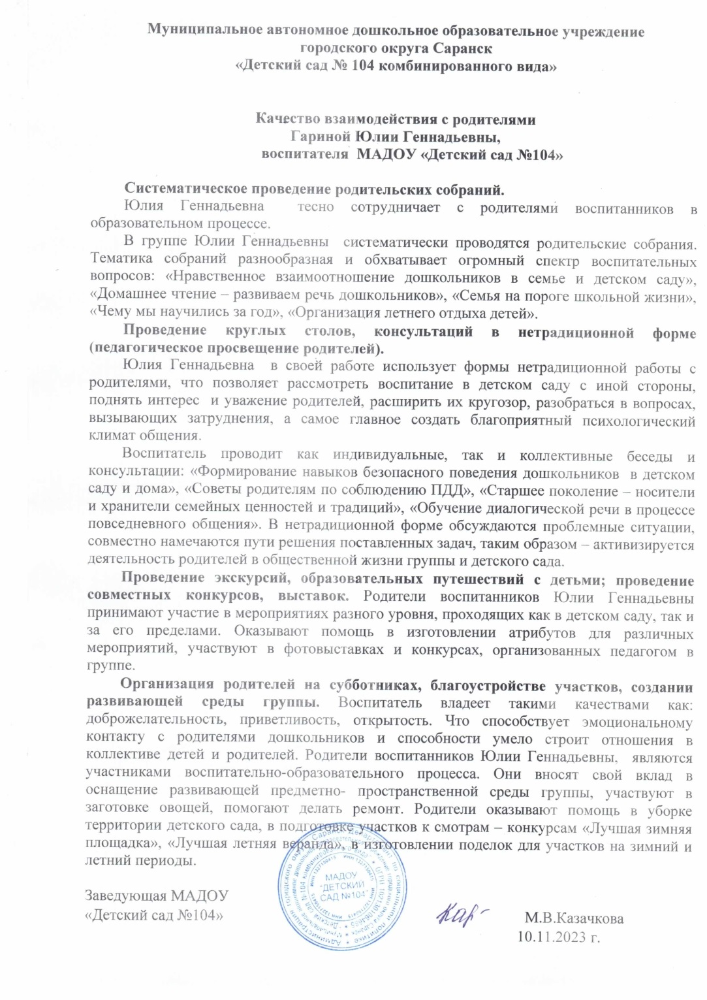 Муниципальное автономное дошкольное образовательное учреждение
городского округа Саранск
«Детский сад № 104 комбинированного вида»
Качество взаимодействия с родителями
Гариной Юлии Геннадьевны,
воспитателя МАДОУ «Детский сад №104»
Систематическое проведение родительских собраний.
Юлия Геннадьевна тесно сотрудничает с родителями воспитанников в
образовательном процессе.
В группе Юлии Геннадьевны систематически проводятся родительские собрания.
Тематика собраний разнообразная и обхватывает огромный спектр воспитательных
вопросов: «Нравственное взаимоотношение дошкольников в семье и детском саду»,
«Домашнее чтение – развиваем речь дошкольников», «Семья на пороге школьной жизни»,
«Чему мы научились за год», «Организация летнего отдыха детей».
Проведение круглых столов, консультаций в нетрадиционной форме
(педагогическое просвещение родителей).
Юлия Геннадьевна в своей работе использует формы нетрадиционной работы с
родителями, что позволяет рассмотреть воспитание в детском саду с иной стороны,
поднять интерес и уважение родителей, расширить их кругозор, разобраться в вопросах,
вызывающих затруднения, а самое главное создать благоприятный психологический
климат общения.
Воспитатель проводит как индивидуальные, так и коллективные беседы и
консультации: «Формирование навыков безопасного поведения дошкольников в детском
саду и дома», «Советы родителям по соблюдению ПДД», «Старшее поколение – носители
и хранители семейных ценностей и традиций», «Обучение диалогической речи в процессе
повседневного общения». В нетрадиционной форме обсуждаются проблемные ситуации,
совместно намечаются пути решения поставленных задач, таким образом – активизируется
деятельность родителей в общественной жизни группы и детского сада.
Проведение экскурсий, образовательных путешествий с детьми; проведение
совместных конкурсов, выставок. Родители воспитанников Юлии Геннадьевны
принимают участие в мероприятиях разного уровня, проходящих как в детском саду, так и
за его пределами. Оказывают помощь в изготовлении атрибутов для различных
мероприятий, участвуют в фотовыставках и конкурсах, организованных педагогом в
группе.
Организация родителей на субботниках, благоустройстве участков, создании
развивающей среды группы. Воспитатель владеет такими качествами как:
доброжелательность, приветливость, открытость. Что способствует эмоциональному
контакту с родителями дошкольников и способности умело строит отношения в
коллективе детей и родителей. Родители воспитанников Юлии Геннадьевны, являются
участниками воспитательно-образовательного процесса. Они вносят свой вклад в
оснащение развивающей предметно- пространственной среды группы, участвуют в
заготовке овощей, помогают делать ремонт. Родители оказывают помощь в уборке
территории детского сада, в подготовке участков к смотрам – конкурсам «Лучшая зимняя
площадка», «Лучшая летняя веранда», в изготовлении поделок для участков на зимний и
летний периоды.
МАДОУ
"ДЕТСКИЙ
САД №104"
Заведующая МАДОУ
«Детский сад №104»
М.В.Казачкова
10.11.2023 г.